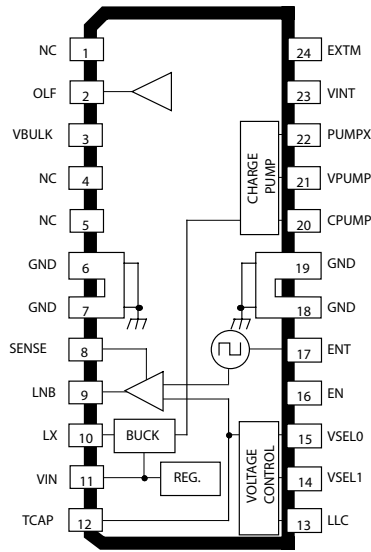 NC 1
OLF 2
VBULK 3
NC 4
NC 5
GND 6
GND 7
SENSE 8
LNB 9
LX 10
VIN 11
TCAP 12
24 EXTM
23 VINT
22 PUMPX
21 VPUMP
20 CPUMP
19 GND
18 GND
17 ENT
16 EN
15 VSEL0
14 VSEL1
13 LLC
CHARGE
PUMP
BUCK
REG.
VOLTAGE
CONTROL